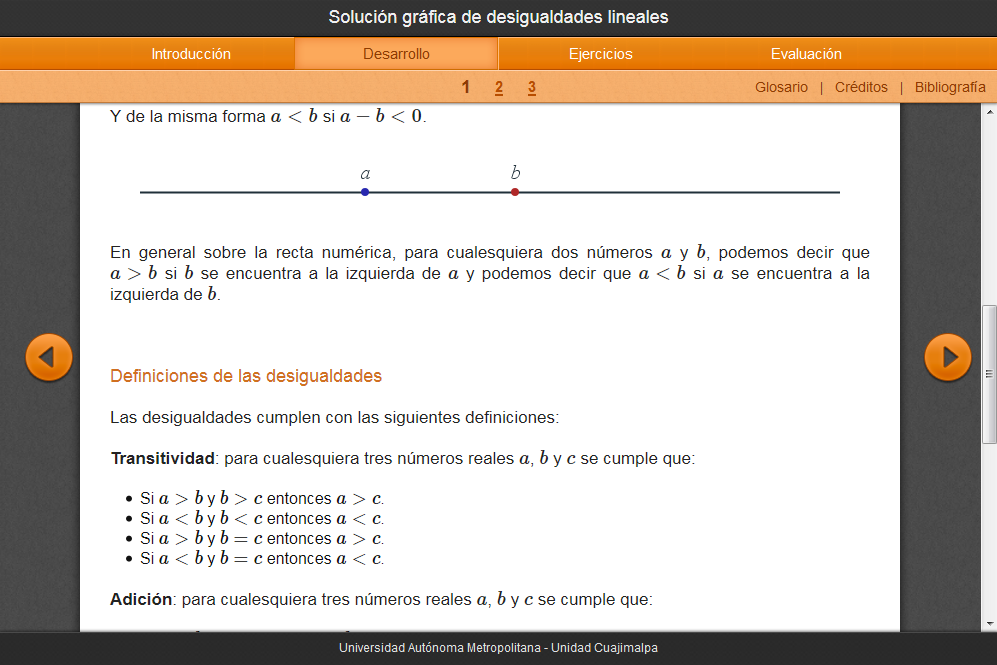 Solución gráfica de desigualdades lineales
Introducción Desarrollo Ejercicios Evaluación
1 2 3 Glosario | Créditos | Bibliografía
Y de la misma forma a < b si a − b < 0.
a b
En general sobre la recta numérica, para cualesquiera dos números a y b, podemos decir que
a > b si b se encuentra a la izquierda de a y podemos decir que a < b si a se encuentra a la
izquierda de b.
Definiciones de las desigualdades
Las desigualdades cumplen con las siguientes definiciones:
Transitividad: para cualesquiera tres números reales a, b y c se cumple que:
• Si a > b y b > c entonces a > c.
• Si a < b y b < c entonces a < c.
• Si a > b y b = c entonces a > c.
• Si a < b y b = c entonces a < c.
Adición: para cualesquiera tres números reales a, b y c se cumple que:
Universidad Autónoma Metropolitana - Unidad Cuajimalpa